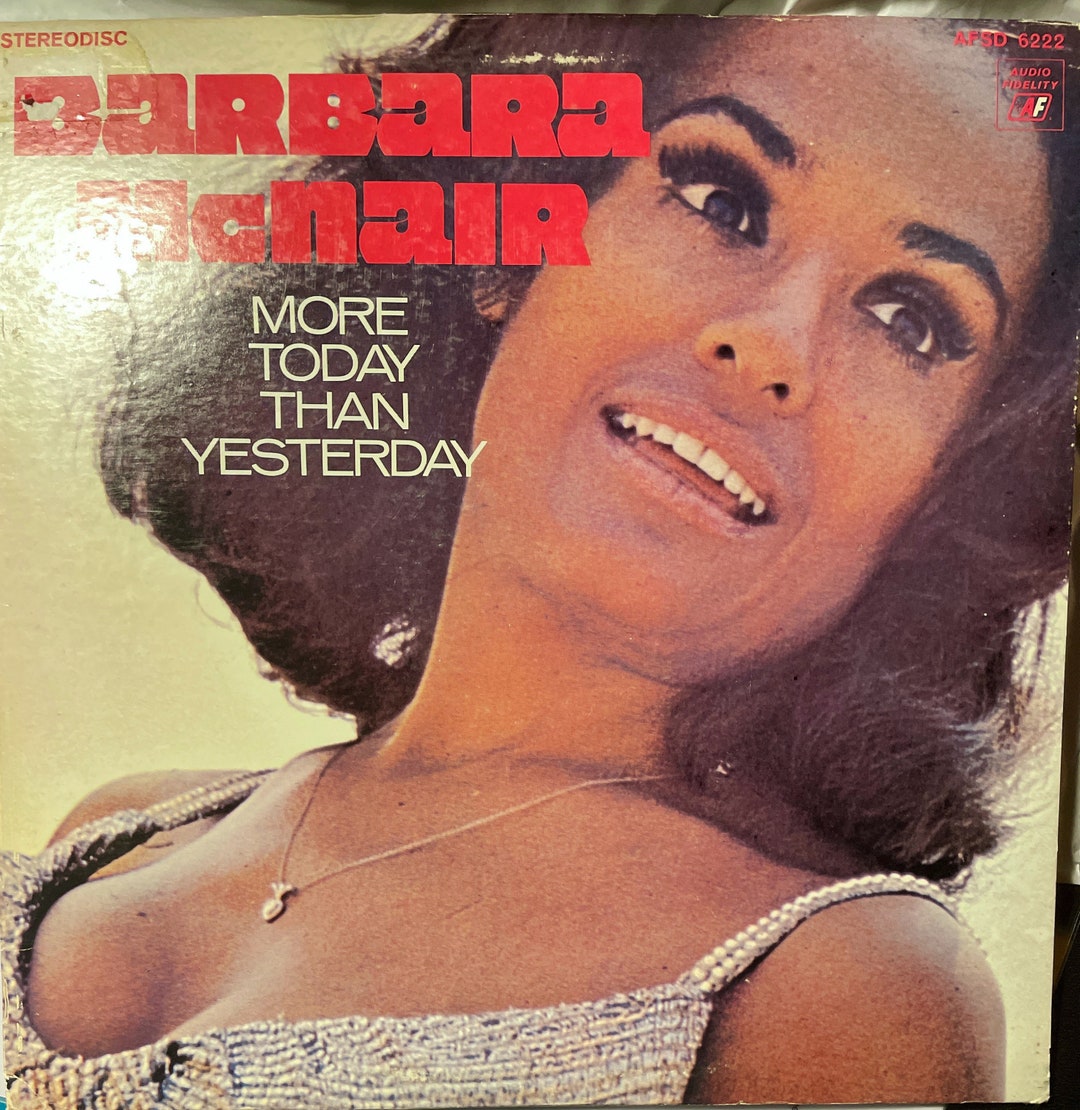 STEREODISC
AFSD 6222
AUDIO
FIDELITY
AF
BARBARA
McNAIR
MORE
TODAY
THAN
YESTERDAY